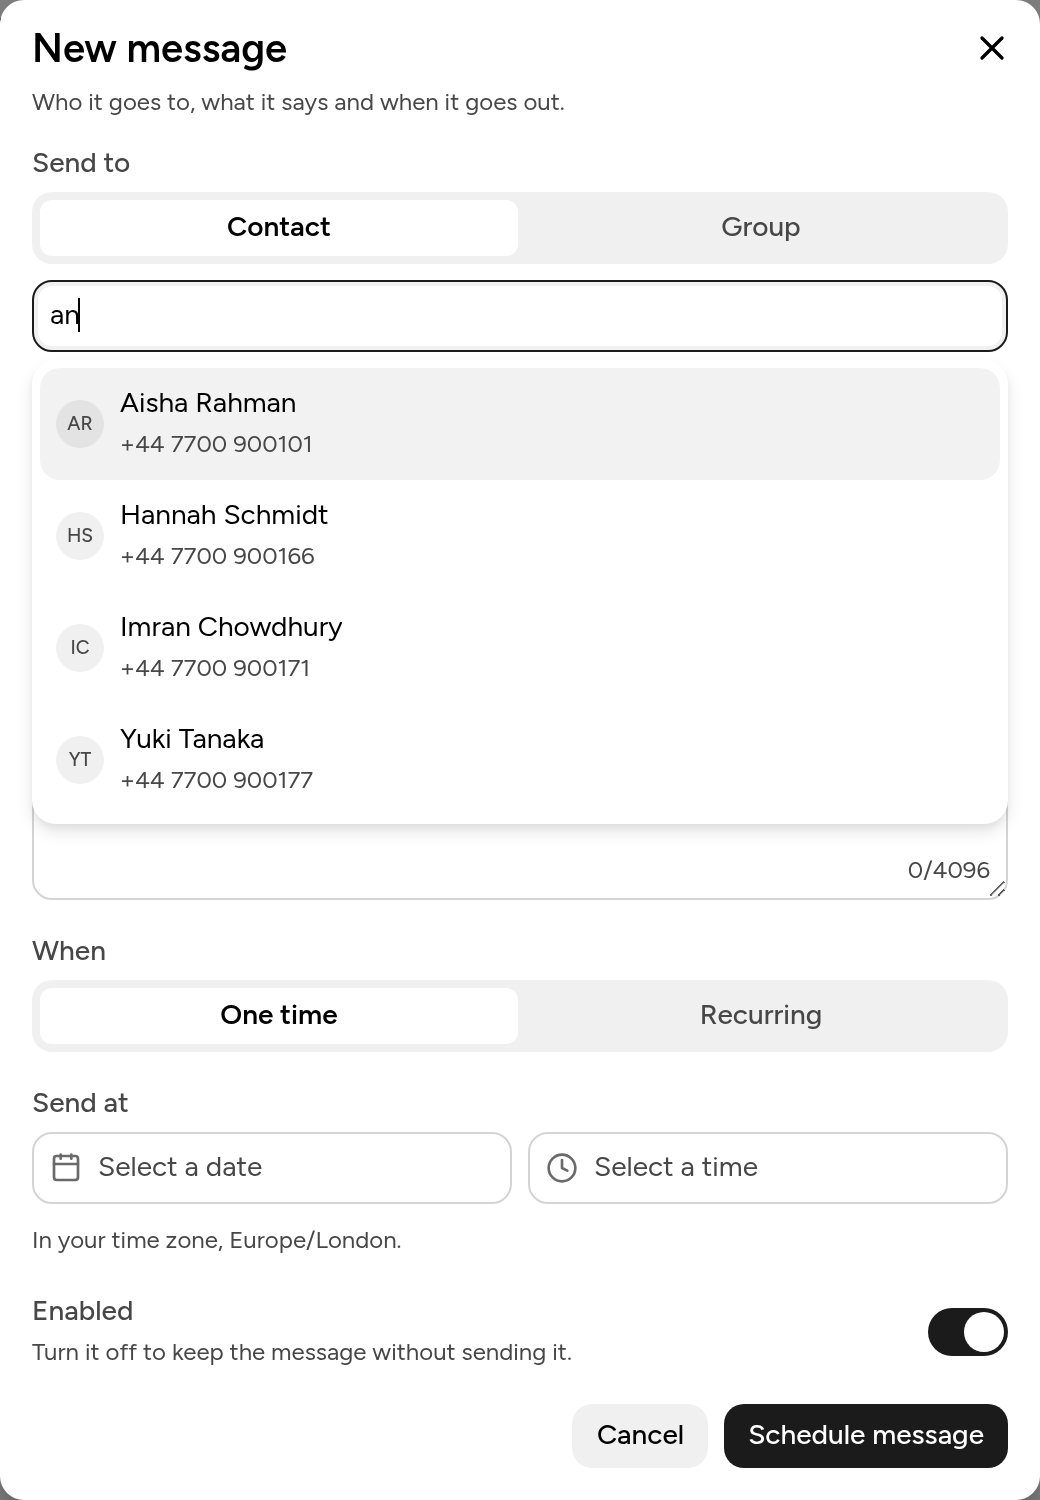 New message
Who it goes to, what it says and when it goes out.
Send to
Contact
Group
an
AR
Aisha Rahman
+44 7700 900101
HS
Hannah Schmidt
+44 7700 900166
IC
Imran Chowdhury
+44 7700 900171
YT
Yuki Tanaka
+44 7700 900177
0/4096
When
One time
Recurring
Send at
Select a date
Select a time
In your time zone, Europe/London.
Enabled
Turn it off to keep the message without sending it.
Cancel
Schedule message